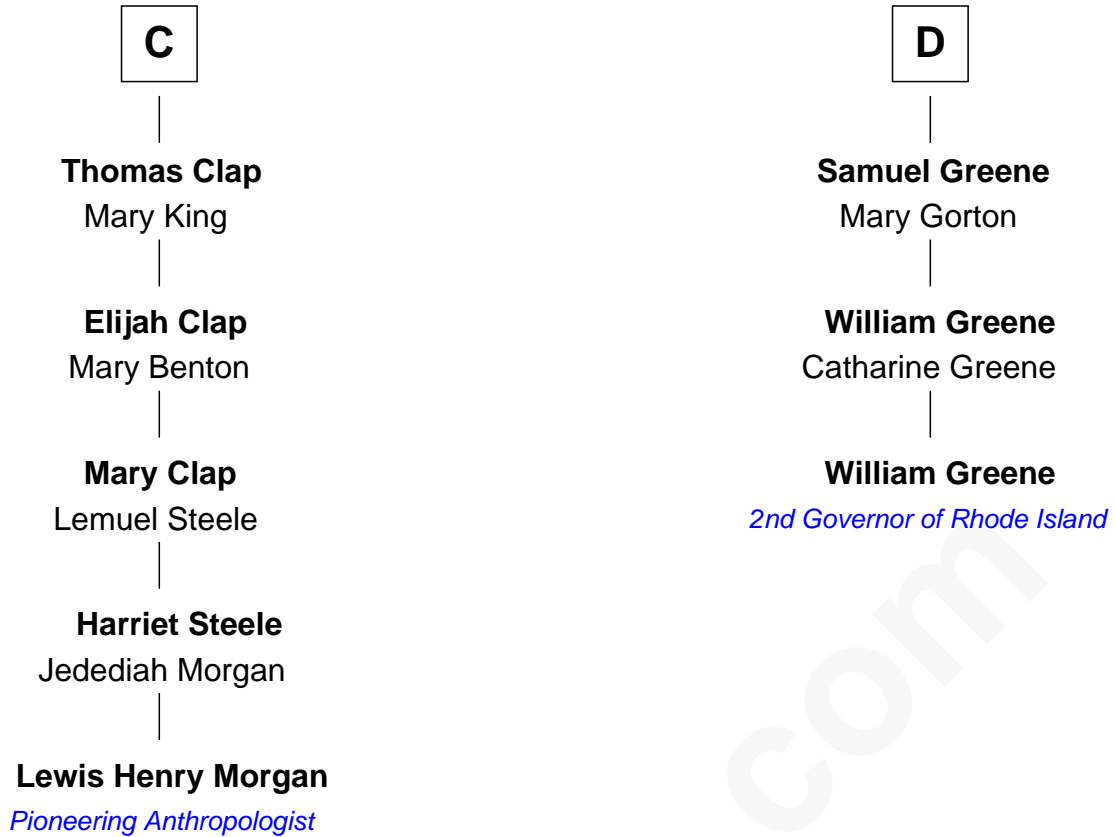 C
Thomas Clap
Mary King
Elijah Clap
Mary Benton
Mary Clap
Lemuel Steele
Harriet Steele
Jedediah Morgan
Lewis Henry Morgan
Pioneering Anthropologist
D
Samuel Greene
Mary Gorton
William Greene
Catharine Greene
William Greene
2nd Governor of Rhode Island
com